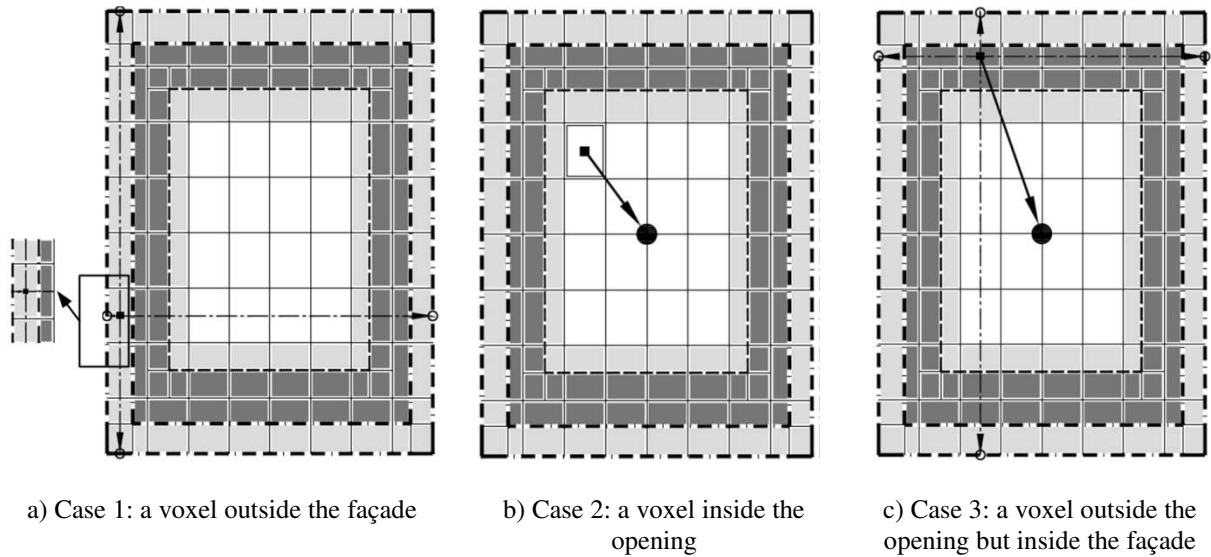 a) Case 1: a voxel outside the façade
b) Case 2: a voxel inside the
opening
c) Case 3: a voxel outside the
opening but inside the façade